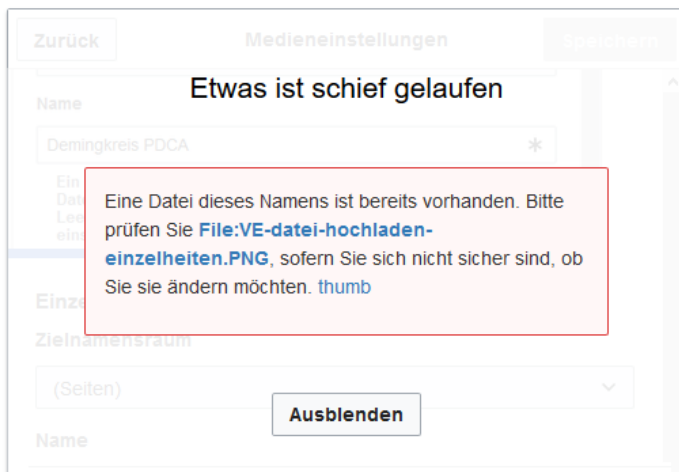 Zurück
Medieneinstellungen
Speichern
Etwas ist schief gelaufen
Name
Demingkreis PDCA
Eine Datei dieses Namens ist bereits vorhanden. Bitte
prüfen Sie File:VE-datei-hochladen-
einzelheiten.PNG, sofern Sie sich nicht sicher sind, ob
Sie sie ändern möchten. thumb
Zielnamensraum
(Seiten)
Ausblenden
Name